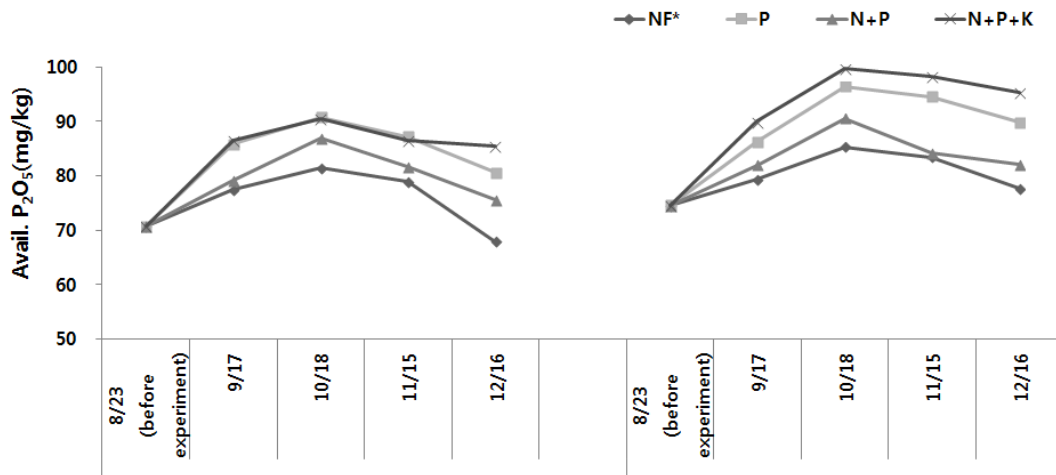 NF* P N+P N+P+K
Avail. P₂O₅(mg/kg)
100
90
80
70
60
50
8/23
(before
experiment)
9/17
10/18
11/15
12/16
8/23
(before
experiment)
9/17
10/18
11/15
12/16